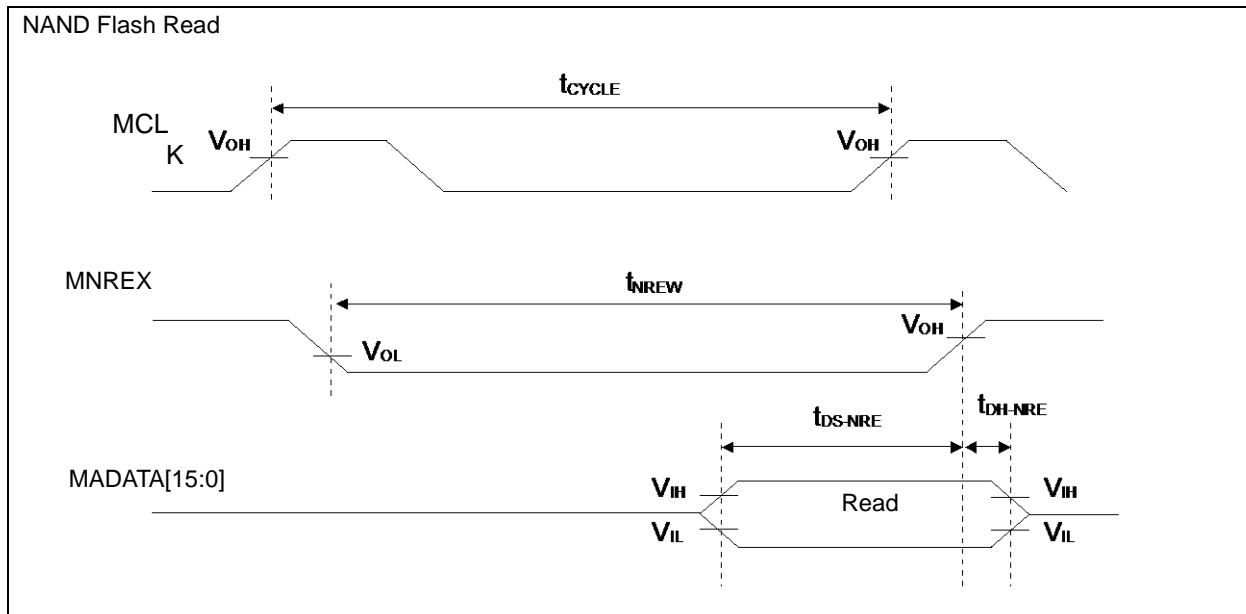 NAND Flash Read
tCYCLE
MCL
K
VOH
VOH
MNREX
tNREW
VOH
VOL
tDS-NRE
tDH-NRE
MADATA[15:0]
VIH
Read
VIH
VIL
VIL